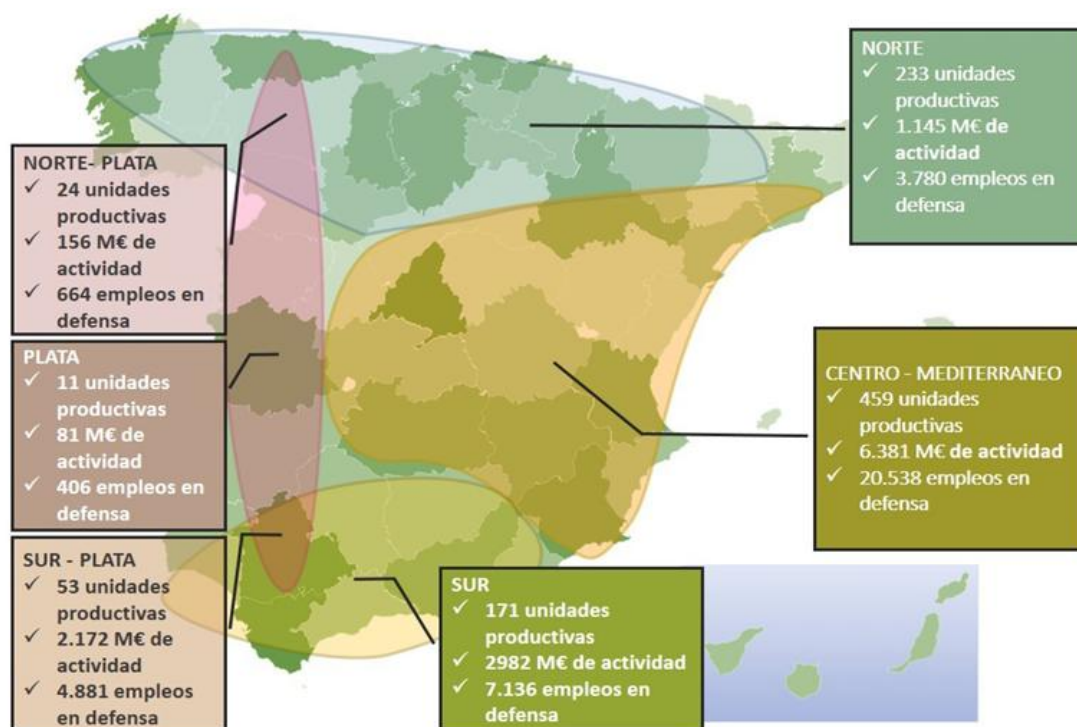 NORTE
✓ 233 unidades
productivas
✓ 1.145 M€ de
actividad
✓ 3.780 empleos en
defensa
NORTE- PLATA
✓ 24 unidades
productivas
✓ 156 M€ de
actividad
✓ 664 empleos en
defensa
PLATA
✓ 11 unidades
productivas
✓ 81 M€ de
actividad
✓ 406 empleos en
defensa
CENTRO - MEDITERRANEO
✓ 459 unidades
productivas
✓ 6.381 M€ de actividad
✓ 20.538 empleos en
defensa
SUR - PLATA
✓ 53 unidades
productivas
✓ 2.172 M€ de
actividad
✓ 4.881 empleos
en defensa
SUR
✓ 171 unidades
productivas
✓ 2982 M€ de actividad
✓ 7.136 empleos en
defensa